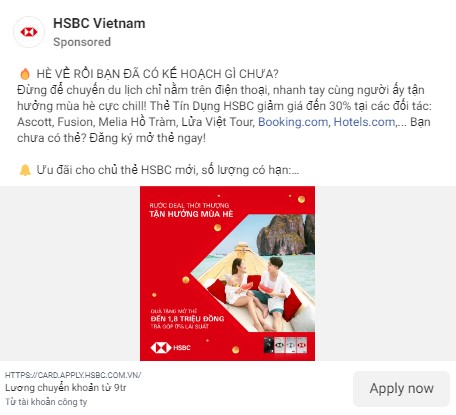 HSBC Vietnam
Sponsored
🔥 HÈ VỀ RỒI BẠN ĐÃ CÓ KẾ HOẠCH GÌ CHƯA?
Đừng để chuyến du lịch chỉ nằm trên điện thoại, nhanh tay cùng người ấy tận
hưởng mùa hè cực chill! Thẻ Tín Dụng HSBC giảm giá đến 30% tại các đối tác:
Ascott, Fusion, Melia Hồ Tràm, Lửa Việt Tour, Booking.com, Hotels.com,... Bạn
chưa có thẻ? Đăng ký mở thẻ ngay!
🔔 Ưu đãi cho chủ thẻ HSBC mới, số lượng có hạn:...
RƯỚC DEAL THỜI THƯỢNG
TẬN HƯỞNG MÙA HÈ
QUÀ TẶNG MỞ THẺ
ĐẾN 1,8 TRIỆU ĐỒNG
TRẢ GÓP 0% LÃI SUẤT
HSBC
HTTPS://CARD.APPLY.HSBC.COM.VN/
Lương chuyển khoản từ 9tr
Từ tài khoản công ty
Apply now